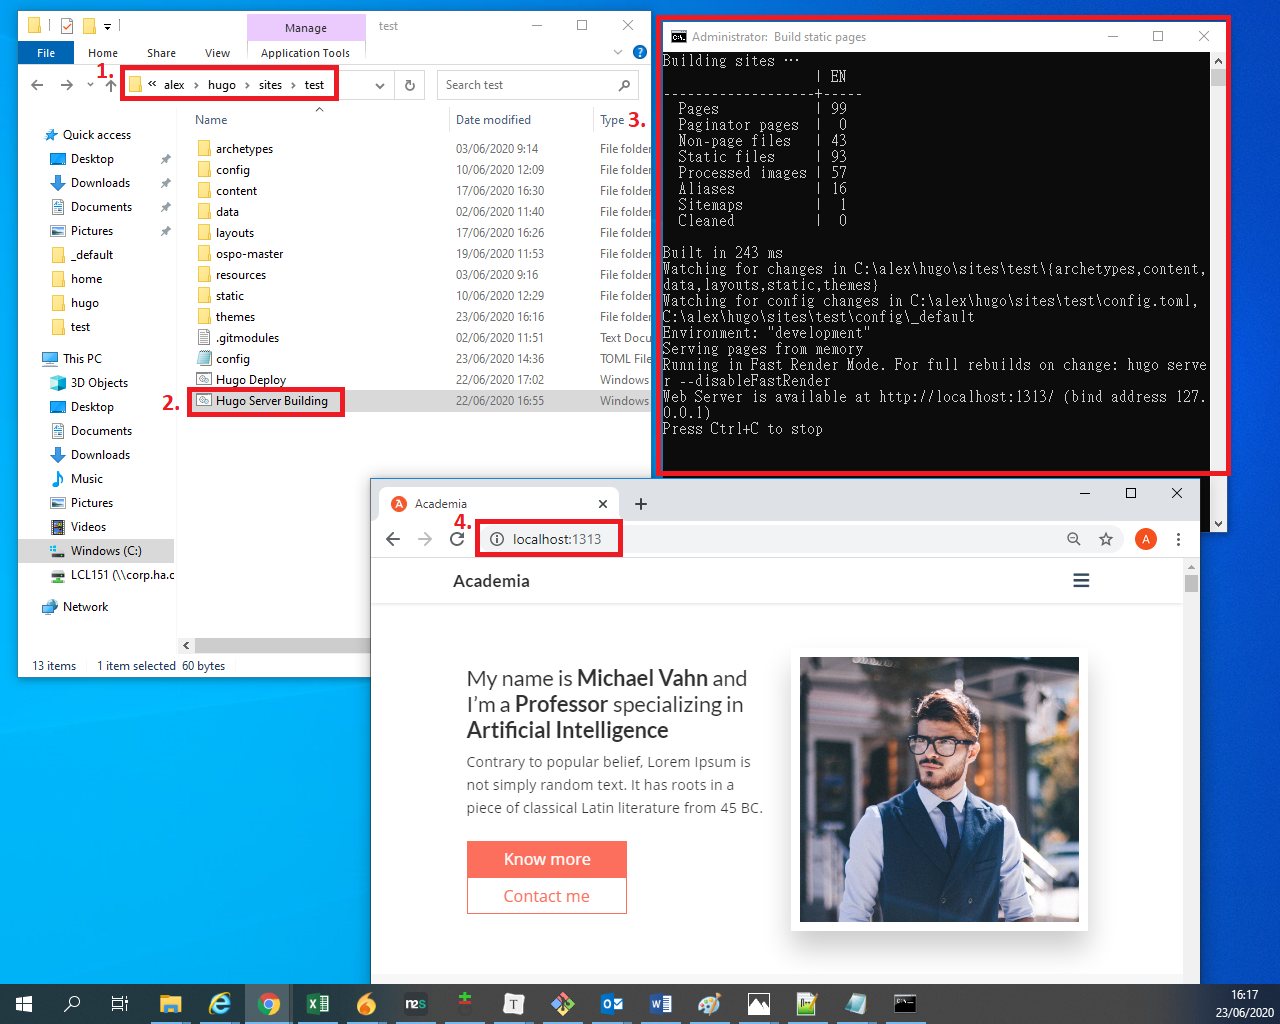 Manage
test
File
Home
Share
View
Application Tools
1.
« alex › hugo › sites › test
Search test
Name
Date modified
Type
3.
Quick access
Desktop
Downloads
Documents
Pictures
_default
home
hugo
test
This PC
3D Objects
Desktop
Documents
Downloads
Music
Pictures
Videos
Windows (C:)
LCL151 (\\corp.ha.c
Network
archetypes 03/06/2020 9:14 File folder
config 10/06/2020 12:09 File folder
content 17/06/2020 16:30 File folder
data 02/06/2020 11:40 File folder
layouts 17/06/2020 16:26 File folder
ospo-master 19/06/2020 11:53 File folder
resources 03/06/2020 9:16 File folder
static 10/06/2020 12:29 File folder
themes 23/06/2020 16:16 File folder
.gitmodules 02/06/2020 11:51 Text Docu
config 23/06/2020 14:36 TOML File
Hugo Deploy 22/06/2020 17:02 Windows
2.
Hugo Server Building 22/06/2020 16:55 Windows
13 items
1 item selected 60 bytes
Administrator: Build static pages
Building sites …
| EN
-------------------+-----
Pages | 99
Paginator pages | 0
Non-page files | 43
Static files | 93
Processed images | 57
Aliases | 16
Sitemaps | 1
Cleaned | 0
Built in 243 ms
Watching for changes in C:\alex\hugo\sites\test\{archetypes,content,
data,layouts,static,themes}
Watching for config changes in C:\alex\hugo\sites\test\config.toml,
C:\alex\hugo\sites\test\config\_default
Environment: "development"
Serving pages from memory
Running in Fast Render Mode. For full rebuilds on change: hugo serve
r --disableFastRender
Web Server is available at http://localhost:1313/ (bind address 127.
0.0.1)
Press Ctrl+C to stop
Academia
4.
localhost:1313
A
Academia
My name is Michael Vahn and
I'm a Professor specializing in
Artificial Intelligence
Contrary to popular belief, Lorem Ipsum is
not simply random text. It has roots in a
piece of classical Latin literature from 45 BC.
Know more
Contact me
n2s
T
16:17
23/06/2020